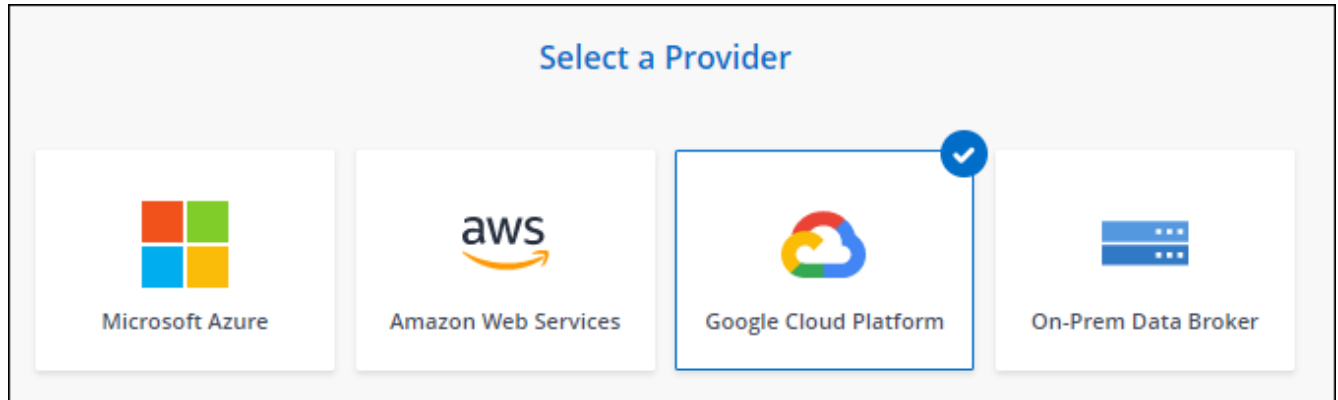 Select a Provider
aws
Microsoft Azure
Amazon Web Services
Google Cloud Platform
On-Prem Data Broker